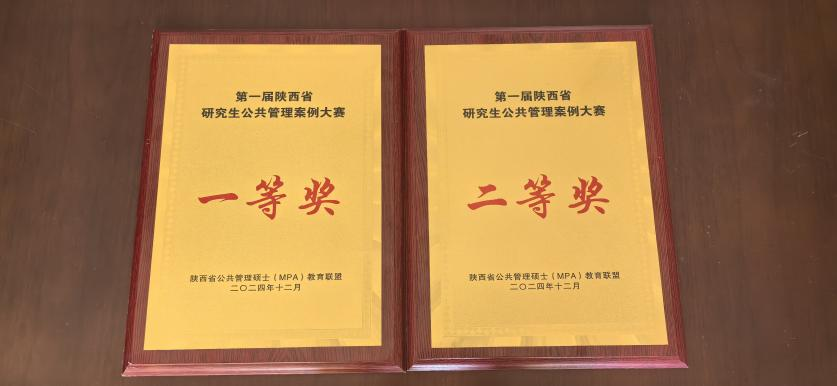 第一届陕西省
研究生公共管理案例大赛
一等奖
陕西省公共管理硕士（MPA）教育联盟
二〇二四年十二月
第一届陕西省
研究生公共管理案例大赛
二等奖
陕西省公共管理硕士（MPA）教育联盟
二〇二四年十二月